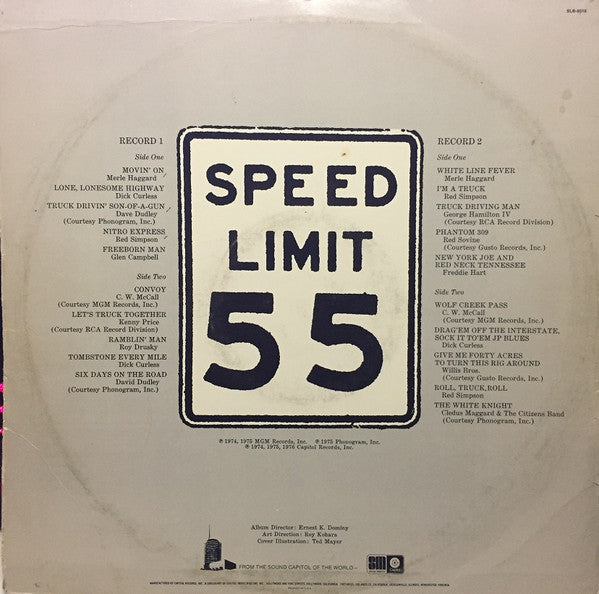 SLB-8018
RECORD 1
Side One
MOVIN' ON
Merle Haggard
LONE, LONESOME HIGHWAY
Dick Curless
TRUCK DRIVIN' SON-OF-A-GUN
Dave Dudley
(Courtesy Phonogram, Inc.)
NITRO EXPRESS
Red Simpson
FREEBORN MAN
Glen Campbell
Side Two
CONVOY
C. W. McCall
(Courtesy MGM Records, Inc.)
LET'S TRUCK TOGETHER
Kenny Price
(Courtesy RCA Record Division)
RAMBLIN' MAN
Roy Drusky
TOMBSTONE EVERY MILE
Dick Curless
SIX DAYS ON THE ROAD
David Dudley
(Courtesy Phonogram, Inc.)
SPEED
LIMIT
55
RECORD 2
Side One
WHITE LINE FEVER
Merle Haggard
I'M A TRUCK
Red Simpson
TRUCK DRIVING MAN
George Hamilton IV
(Courtesy RCA Record Division)
PHANTOM 309
Red Sovine
(Courtesy Gusto Records, Inc.)
NEW YORK JOE AND
RED NECK TENNESSEE
Freddie Hart
Side Two
WOLF CREEK PASS
C. W. McCall
(Courtesy MGM Records, Inc.)
DRAG'EM OFF THE INTERSTATE,
SOCK IT TO'EM JP BLUES
Dick Curless
GIVE ME FORTY ACRES
TO TURN THIS RIG AROUND
Willis Bros.
(Courtesy Gusto Records, Inc.)
ROLL, TRUCK, ROLL
Red Simpson
THE WHITE KNIGHT
Cledus Maggard & The Citizens Band
(Courtesy Phonogram, Inc.)
℗ 1974, 1975 MGM Records, Inc. ℗ 1975 Phonogram, Inc.
℗ 1974, 1975, 1976 Capitol Records, Inc.
Album Director: Ernest K. Dominy
Art Direction: Roy Kohara
Cover Illustration: Ted Mayer
FROM THE SOUND CAPITOL OF THE WORLD—
sm